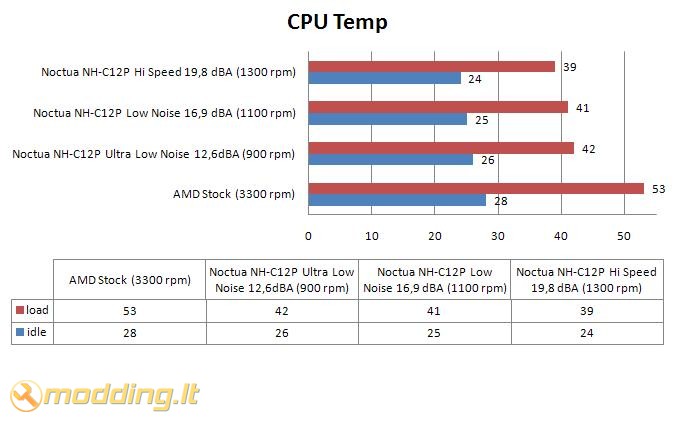 CPU Temp
Noctua NH-C12P Hi Speed 19,8 dBA (1300 rpm)
39
24
Noctua NH-C12P Low Noise 16,9 dBA (1100 rpm)
41
25
Noctua NH-C12P Ultra Low Noise 12,6dBA (900 rpm)
42
26
AMD Stock (3300 rpm)
53
28
0 10 20 30 40 50
AMD Stock (3300 rpm)
Noctua NH-C12P Ultra Low
Noise 12,6dBA (900 rpm)
Noctua NH-C12P Low
Noise 16,9 dBA (1100 rpm)
Noctua NH-C12P Hi Speed
19,8 dBA (1300 rpm)
load 53 42 41 39
idle 28 26 25 24
modding.lt